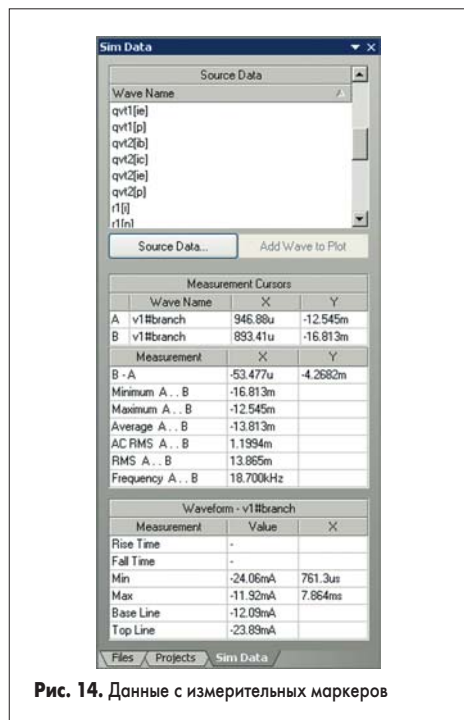 Sim Data
Source Data
Wave Name
qvt1[ie]
qvt1[p]
qvt2[ib]
qvt2[ic]
qvt2[ie]
qvt2[p]
r1[i]
r1[p]
Source Data... Add Wave to Plot
Measurement Cursors
Wave Name X Y
A v1#branch 946.88u -12.545m
B v1#branch 893.41u -16.813m
Measurement X Y
B - A -53.477u -4.2682m
Minimum A . . B -16.813m
Maximum A . . B -12.545m
Average A . . B -13.813m
AC RMS A . . B 1.1994m
RMS A . . B 13.865m
Frequency A . . B 18.700kHz
Waveform - v1#branch
Measurement Value X
Rise Time -
Fall Time -
Min -24.06mA 761.3us
Max -11.92mA 7.864ms
Base Line -12.09mA
Top Line -23.89mA
Files Projects Sim Data
Рис. 14. Данные с измерительных маркеров